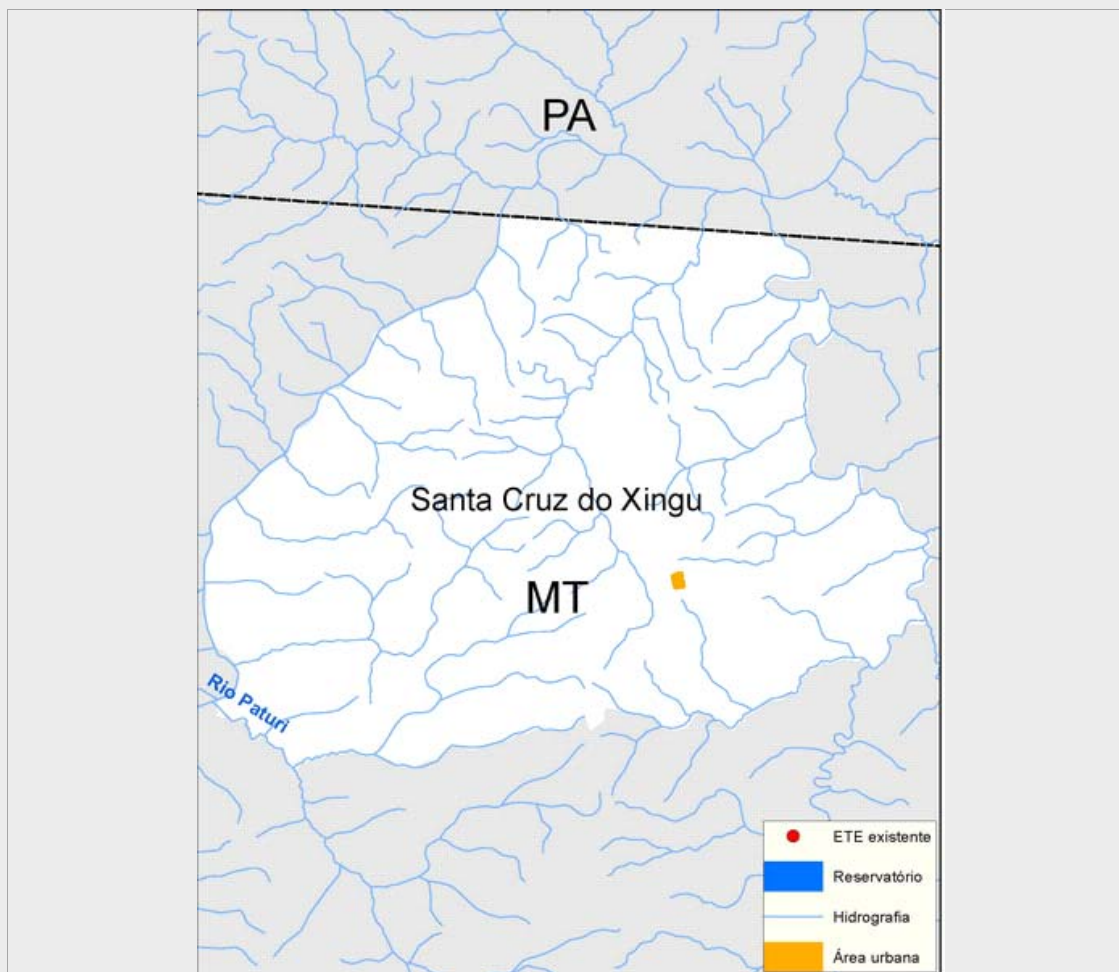 PA
Santa Cruz do Xingu
MT
Rio Paturi
ETE existente
Reservatório
Hidrografia
Área urbana